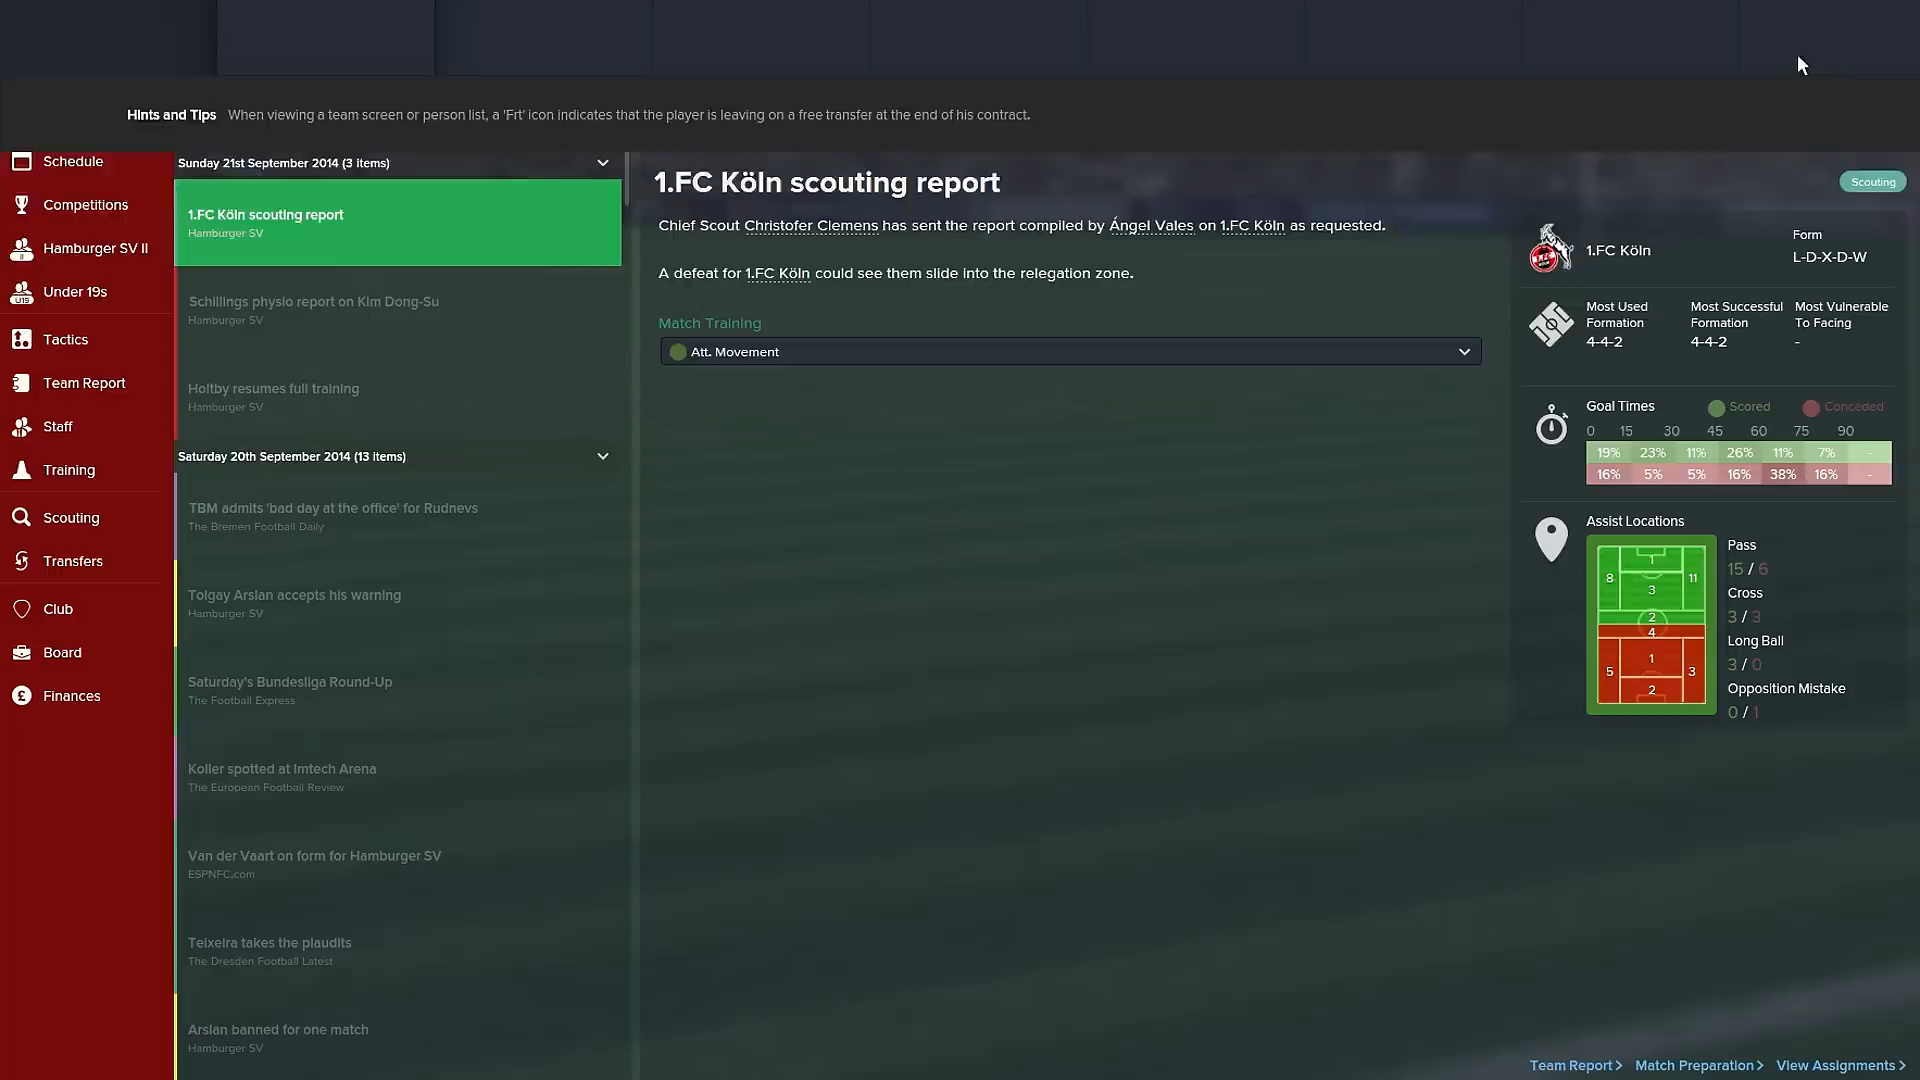 Hints and Tips When viewing a team screen or person list, a 'Frt' icon indicates that the player is leaving on a free transfer at the end of his contract.
Schedule
Competitions
Hamburger SV II
Under 19s
Tactics
Team Report
Staff
Training
Scouting
Transfers
Club
Board
Finances
Sunday 21st September 2014 (3 items)
1.FC Köln scouting report
Hamburger SV
Schillings physio report on Kim Dong-Su
Hamburger SV
Holtby resumes full training
Hamburger SV
Saturday 20th September 2014 (13 items)
TBM admits 'bad day at the office' for Rudnevs
The Bremen Football Daily
Tolgay Arslan accepts his warning
Hamburger SV
Saturday's Bundesliga Round-Up
The Football Express
Koller spotted at Imtech Arena
The European Football Review
Van der Vaart on form for Hamburger SV
ESPNFC.com
Teixeira takes the plaudits
The Dresden Football Latest
Arslan banned for one match
Hamburger SV
1.FC Köln scouting report
Scouting
Chief Scout Christofer Clemens has sent the report compiled by Ángel Vales on 1.FC Köln as requested.
A defeat for 1.FC Köln could see them slide into the relegation zone.
Match Training
Att. Movement
1.FC Köln
Form
L-D-X-D-W
Most Used Formation
4-4-2
Most Successful Formation
4-4-2
Most Vulnerable To Facing
-
Goal Times Scored Conceded
0 15 30 45 60 75 90
19% 23% 11% 26% 11% 7% -
16% 5% 5% 16% 38% 16% -
Assist Locations
1
8 11
3
2
4
1
5 3
2
Pass
15 / 6
Cross
3 / 3
Long Ball
3 / 0
Opposition Mistake
0 / 1
Team Report Match Preparation View Assignments